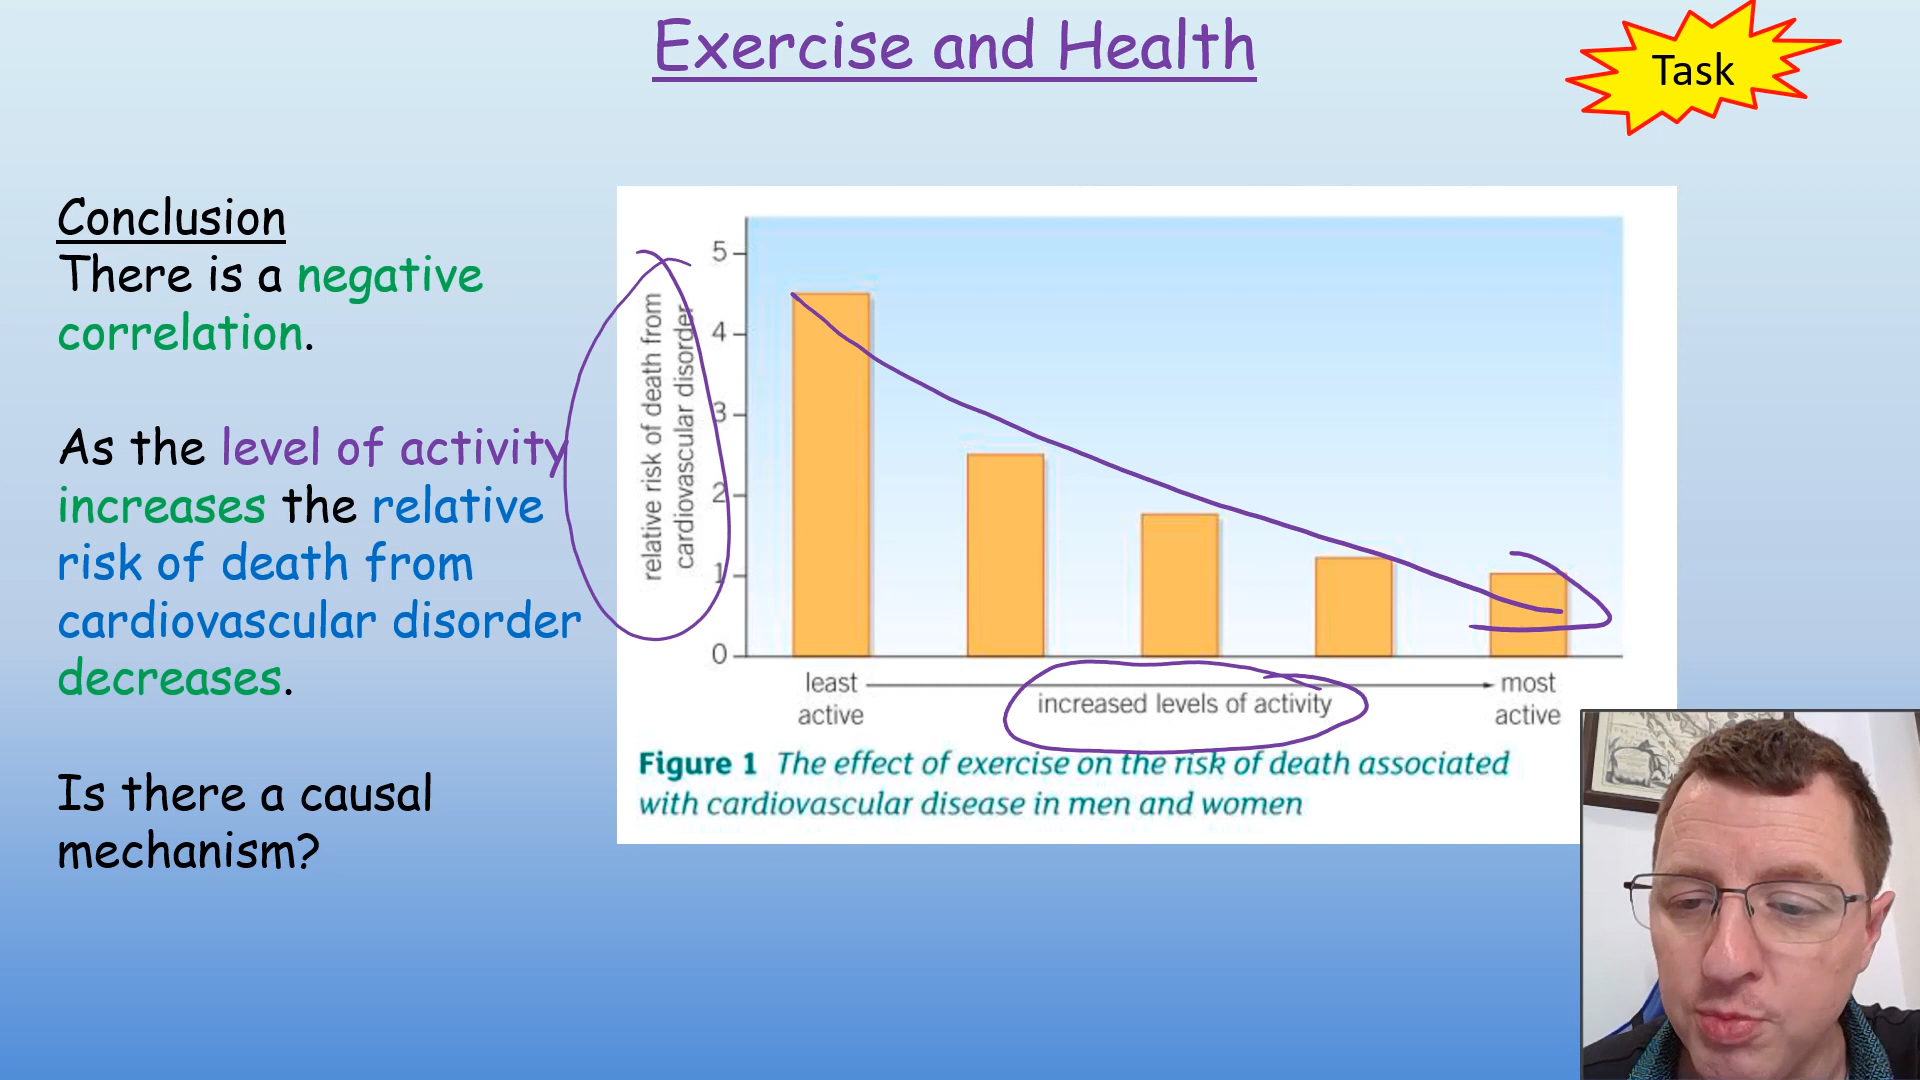 Exercise and Health
Task
Conclusion
There is a negative
correlation.
As the level of activity
increases the relative
risk of death from
cardiovascular disorder
decreases.
Is there a causal
mechanism?
relative risk of death from
cardiovascular disorder
5
4
3
2
1
0
least
active
increased levels of activity
most
active
Figure 1 The effect of exercise on the risk of death associated
with cardiovascular disease in men and women